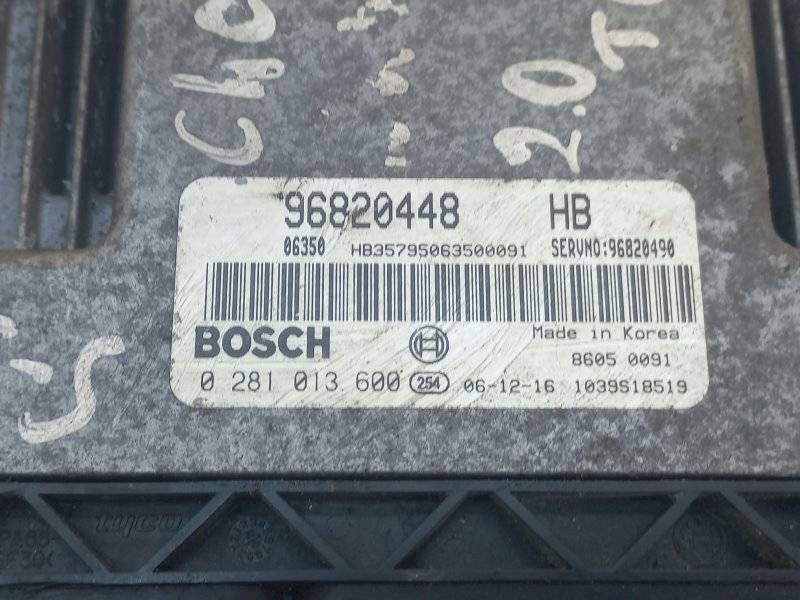 2.0
96820448 HB
06350 HB35795063500091 SERVNO:96820490
BOSCH
Made in Korea
8605 0091
0 281 013 600 254 06-12-16 1039S18519
tyco